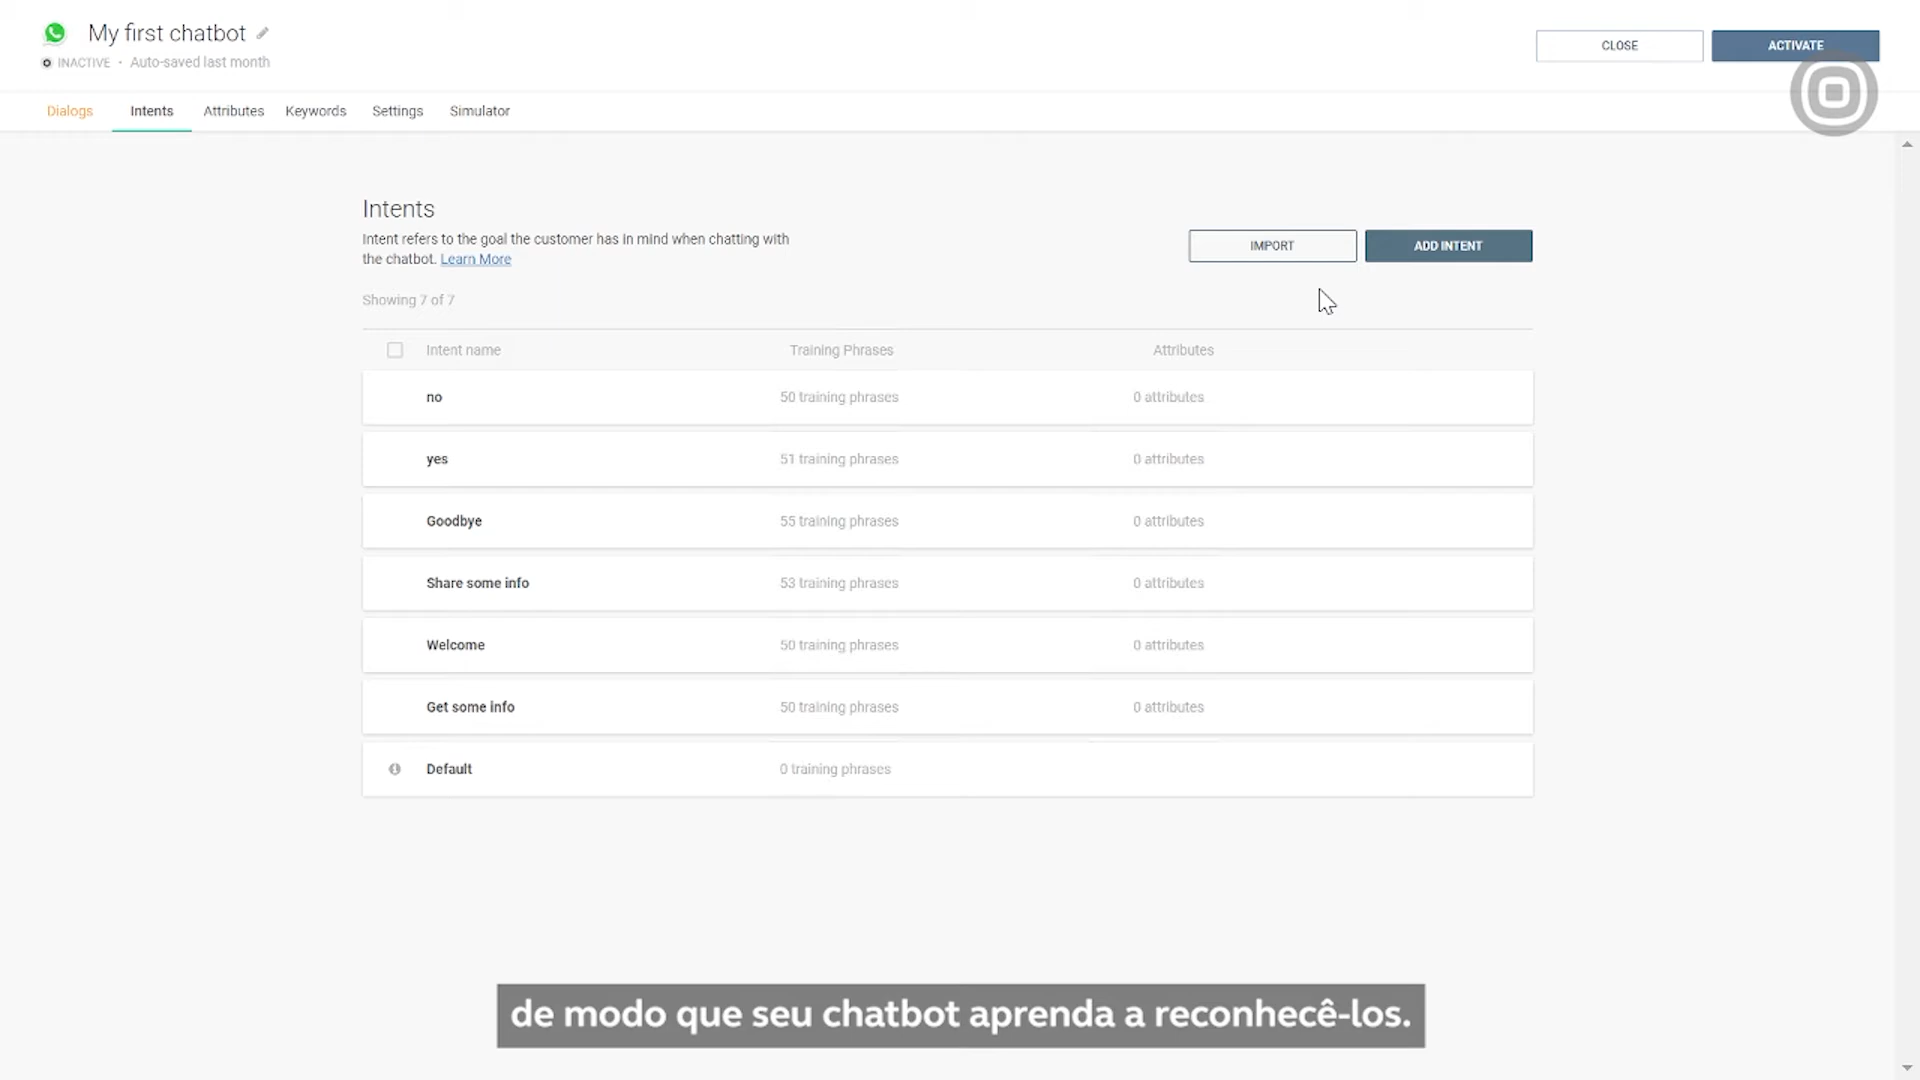 My first chatbot
INACTIVE • Auto-saved last month
CLOSE
ACTIVATE
Dialogs
Intents
Attributes
Keywords
Settings
Simulator
Intents
Intent refers to the goal the customer has in mind when chatting with
the chatbot. Learn More
IMPORT
ADD INTENT
Showing 7 of 7
Intent name
Training Phrases
Attributes
no
50 training phrases
0 attributes
yes
51 training phrases
0 attributes
Goodbye
55 training phrases
0 attributes
Share some info
53 training phrases
0 attributes
Welcome
50 training phrases
0 attributes
Get some info
50 training phrases
0 attributes
Default
0 training phrases
de modo que seu chatbot aprenda a reconhecê-los.